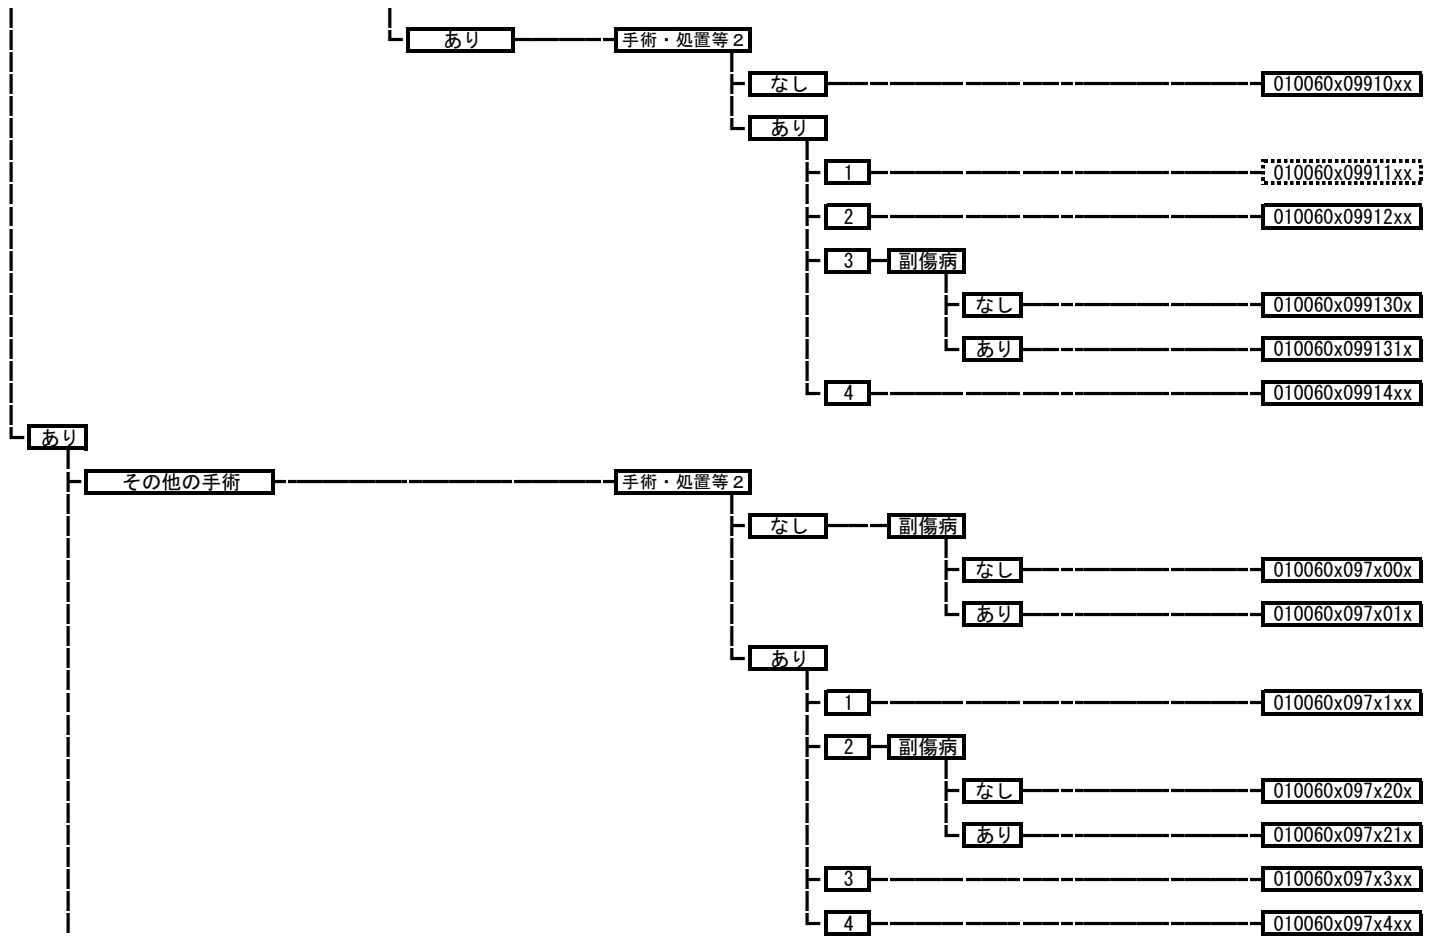 あり 手術・処置等２
なし 010060x09910xx
あり
1 010060x09911xx
2 010060x09912xx
3 副傷病
なし 010060x099130x
あり 010060x099131x
4 010060x09914xx
あり
その他の手術 手術・処置等２
なし 副傷病
なし 010060x097x00x
あり 010060x097x01x
あり
1 010060x097x1xx
2 副傷病
なし 010060x097x20x
あり 010060x097x21x
3 010060x097x3xx
4 010060x097x4xx